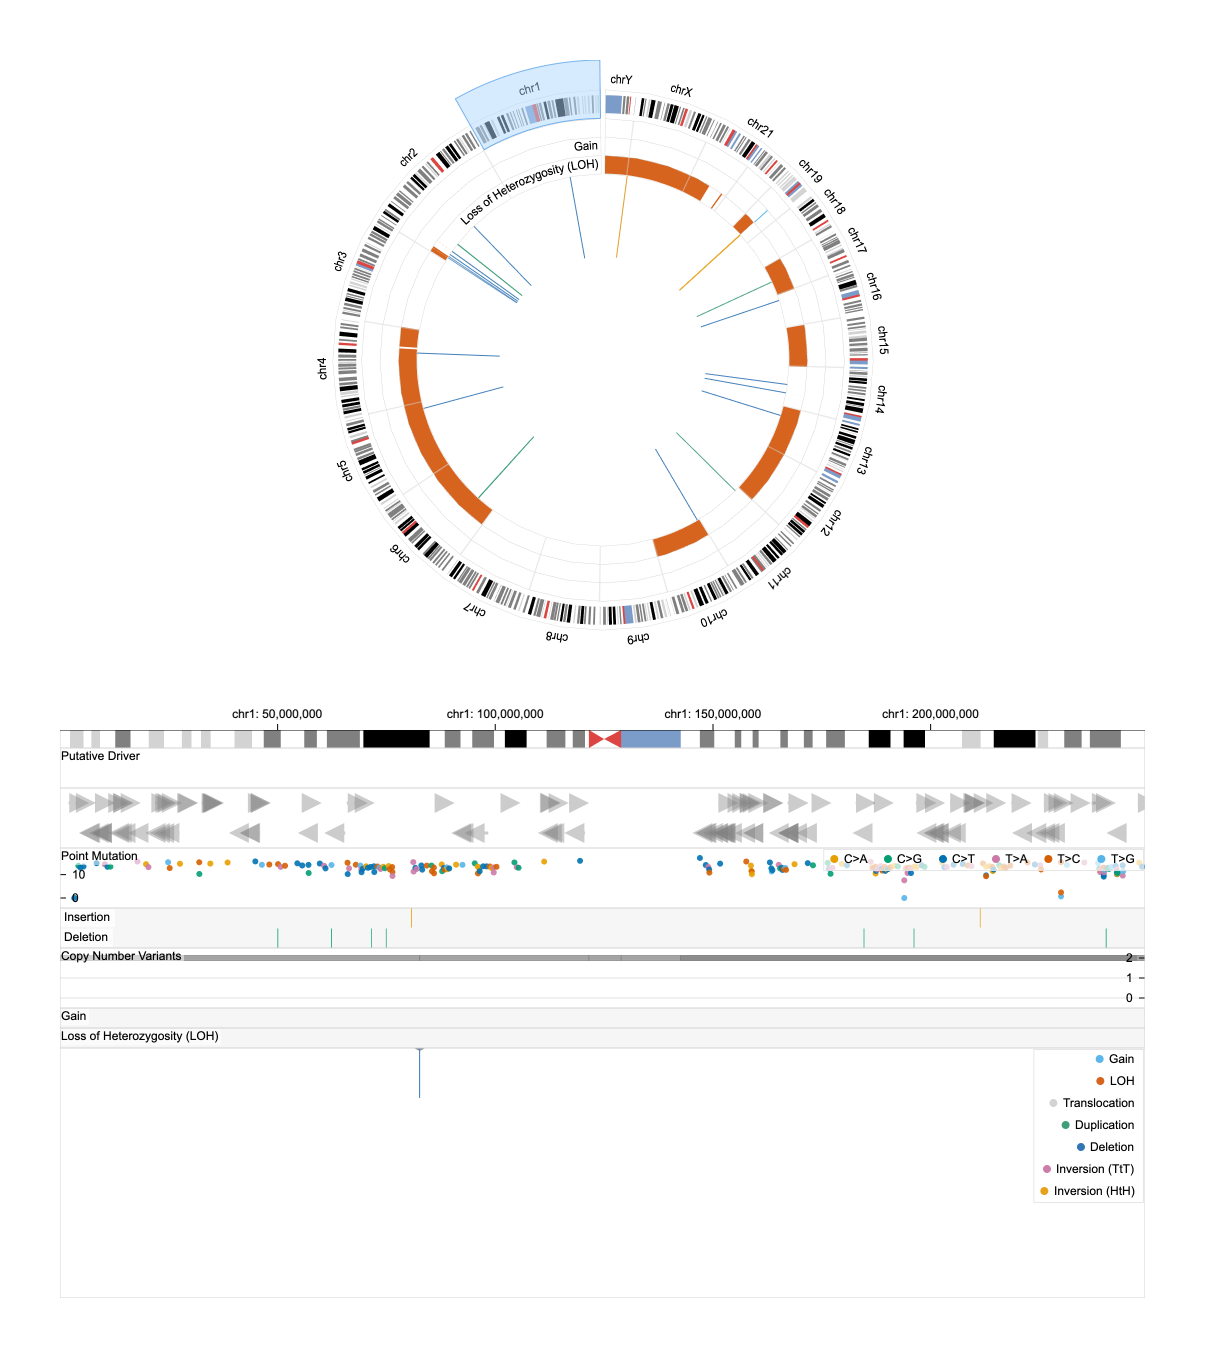 chr1
chrY
chrX
chr21
chr19
chr18
chr17
chr16
chr15
chr14
chr13
chr12
chr11
chr10
chr9
chr8
chr7
chr6
chr5
chr4
chr3
chr2
Gain
Loss of Heterozygosity (LOH)
chr1: 50,000,000 chr1: 100,000,000 chr1: 150,000,000 chr1: 200,000,000
Putative Driver
Point Mutation
C>A C>G C>T T>A T>C T>G
10
0
Insertion
Deletion
Copy Number Variants
2
1
0
Gain
Loss of Heterozygosity (LOH)
Gain
LOH
Translocation
Duplication
Deletion
Inversion (TtT)
Inversion (HtH)